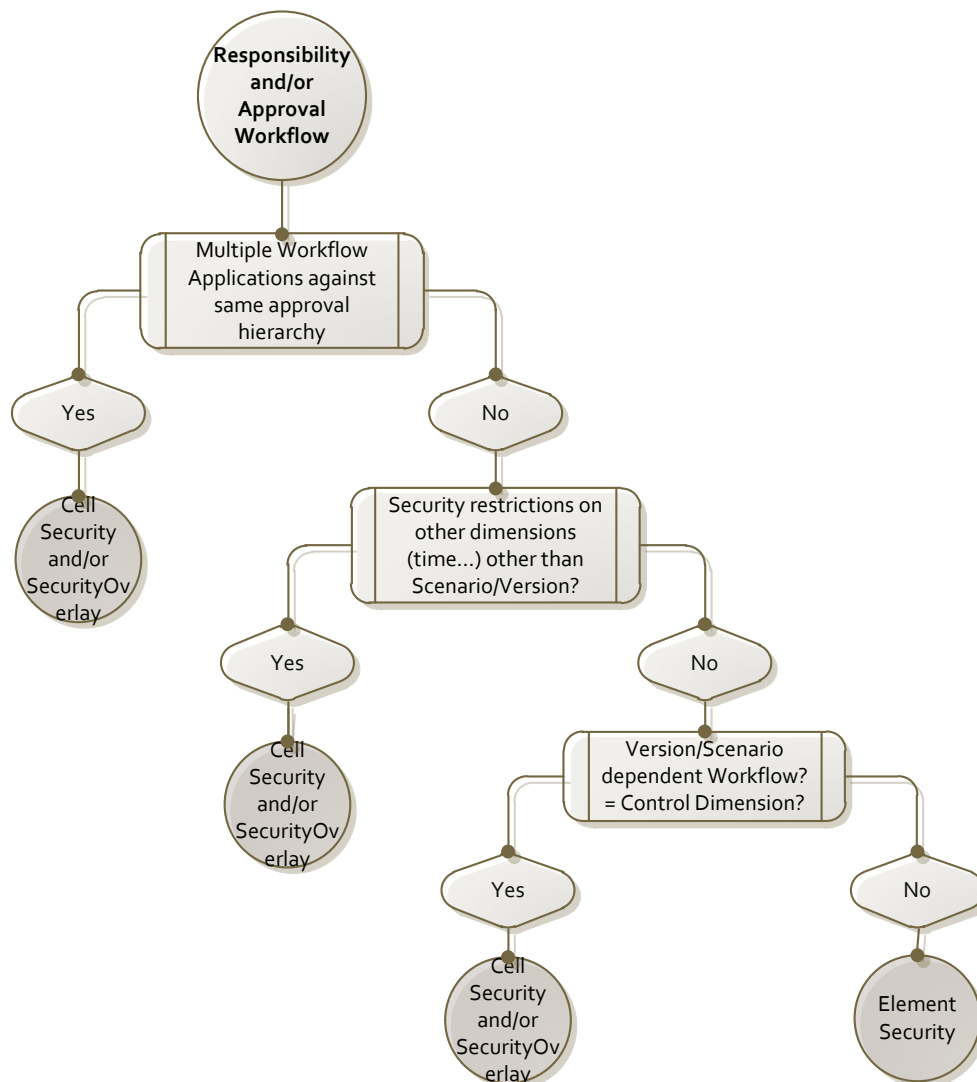 Responsibility
and/or
Approval
Workflow
Multiple Workflow
Applications against
same approval
hierarchy
Yes
No
Cell
Security
and/or
SecurityOv
erlay
Security restrictions on
other dimensions
(time...) other than
Scenario/Version?
Yes
No
Cell
Security
and/or
SecurityOv
erlay
Version/Scenario
dependent Workflow?
= Control Dimension?
Yes
No
Cell
Security
and/or
SecurityOv
erlay
Element
Security